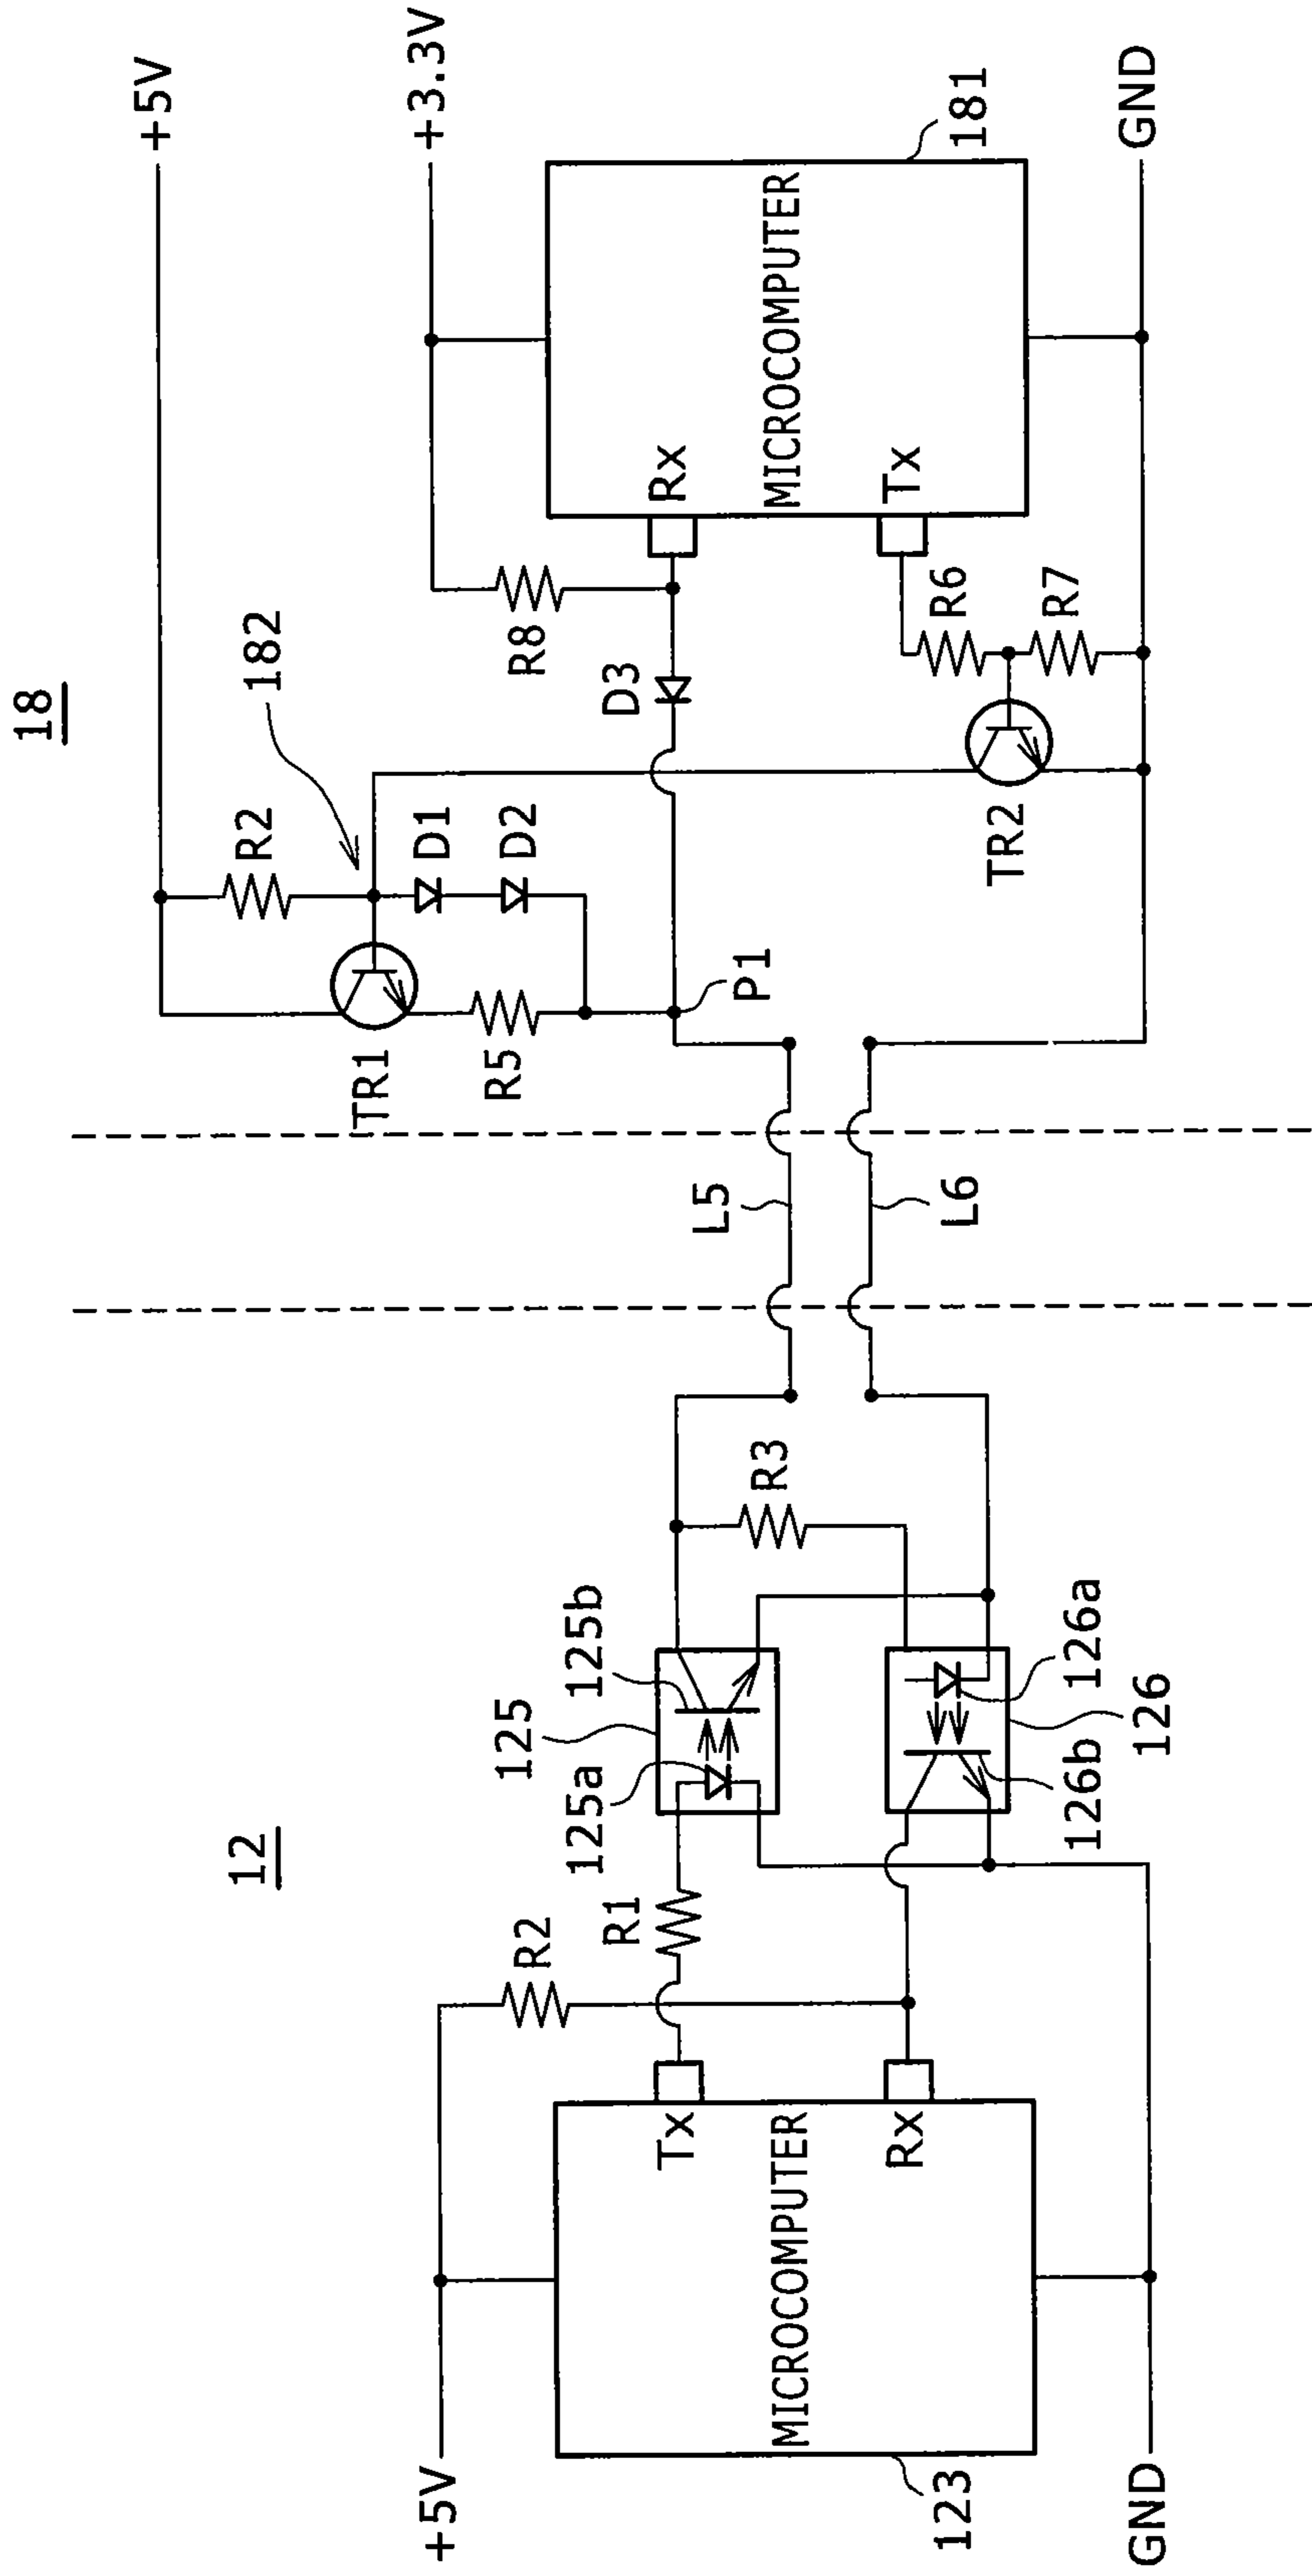 18
+5V
+3.3V
182
R2
D1
D2
TR1
R5
P1
D3
R8
Rx
Tx
MICROCOMPUTER
181
R6
R7
TR2
GND
L5
L6
12
+5V
R2
R1
125
125a
125b
R3
126
126a
126b
Tx
Rx
MICROCOMPUTER
123
GND